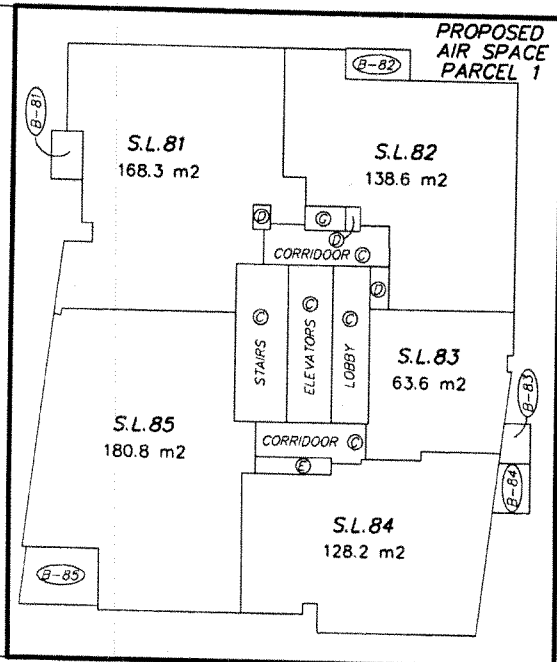 PROPOSED
AIR SPACE
PARCEL 1
B-82
B-81
S.L.81
168.3 m2
S.L.82
138.6 m2
D
G
D
CORRIDOOR C
D
STAIRS C
ELEVATORS C
LOBBY C
S.L.83
63.6 m2
B-83
S.L.85
180.8 m2
CORRIDOOR C
E
B-84
S.L.84
128.2 m2
B-85